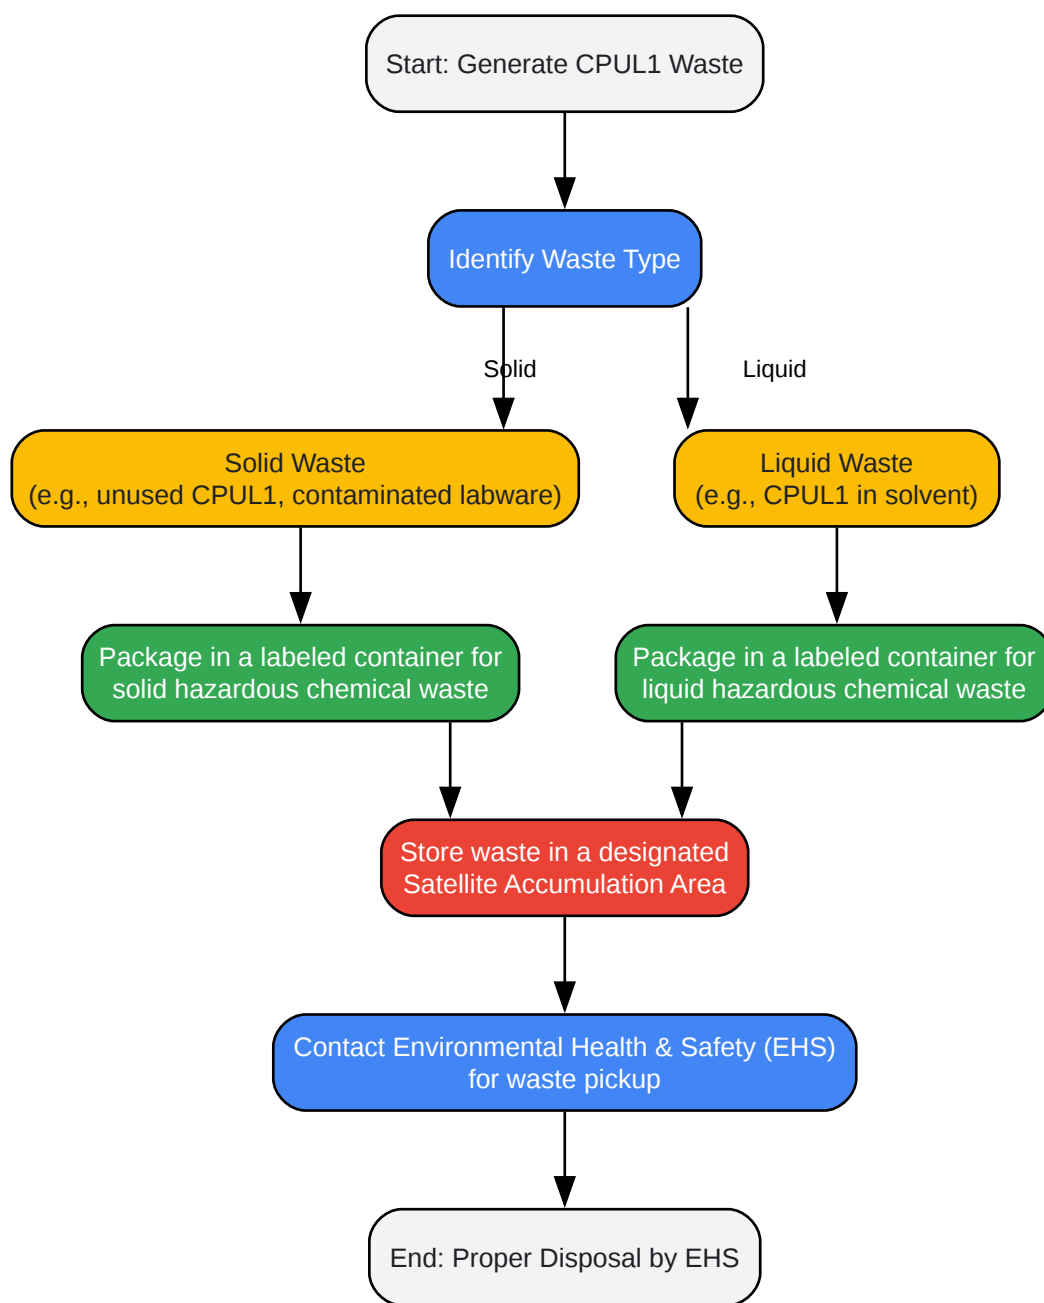 Start: Generate CPUL1 Waste
Identify Waste Type
Solid
Liquid
Solid Waste
(e.g., unused CPUL1, contaminated labware)
Liquid Waste
(e.g., CPUL1 in solvent)
Package in a labeled container for
solid hazardous chemical waste
Package in a labeled container for
liquid hazardous chemical waste
Store waste in a designated
Satellite Accumulation Area
Contact Environmental Health & Safety (EHS)
for waste pickup
End: Proper Disposal by EHS